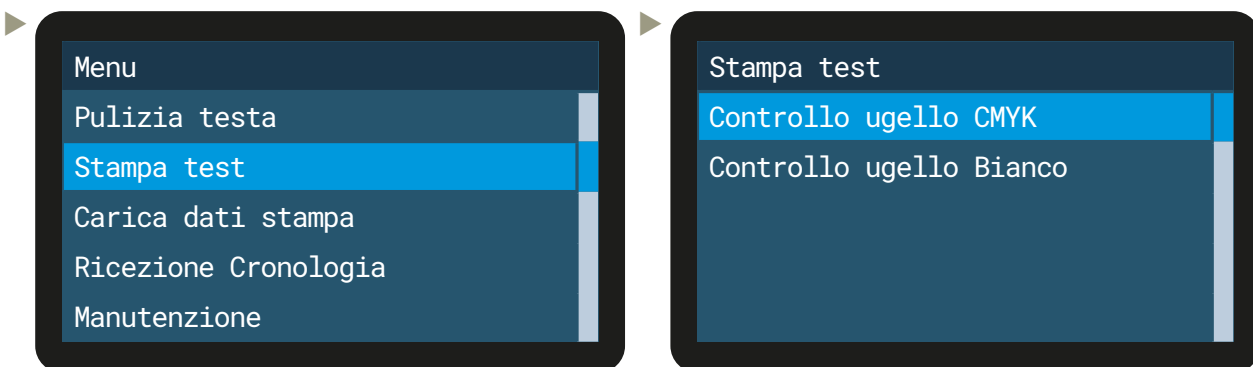 Menu
Pulizia testa
Stampa test
Carica dati stampa
Ricezione Cronologia
Manutenzione
Stampa test
Controllo ugello CMYK
Controllo ugello Bianco